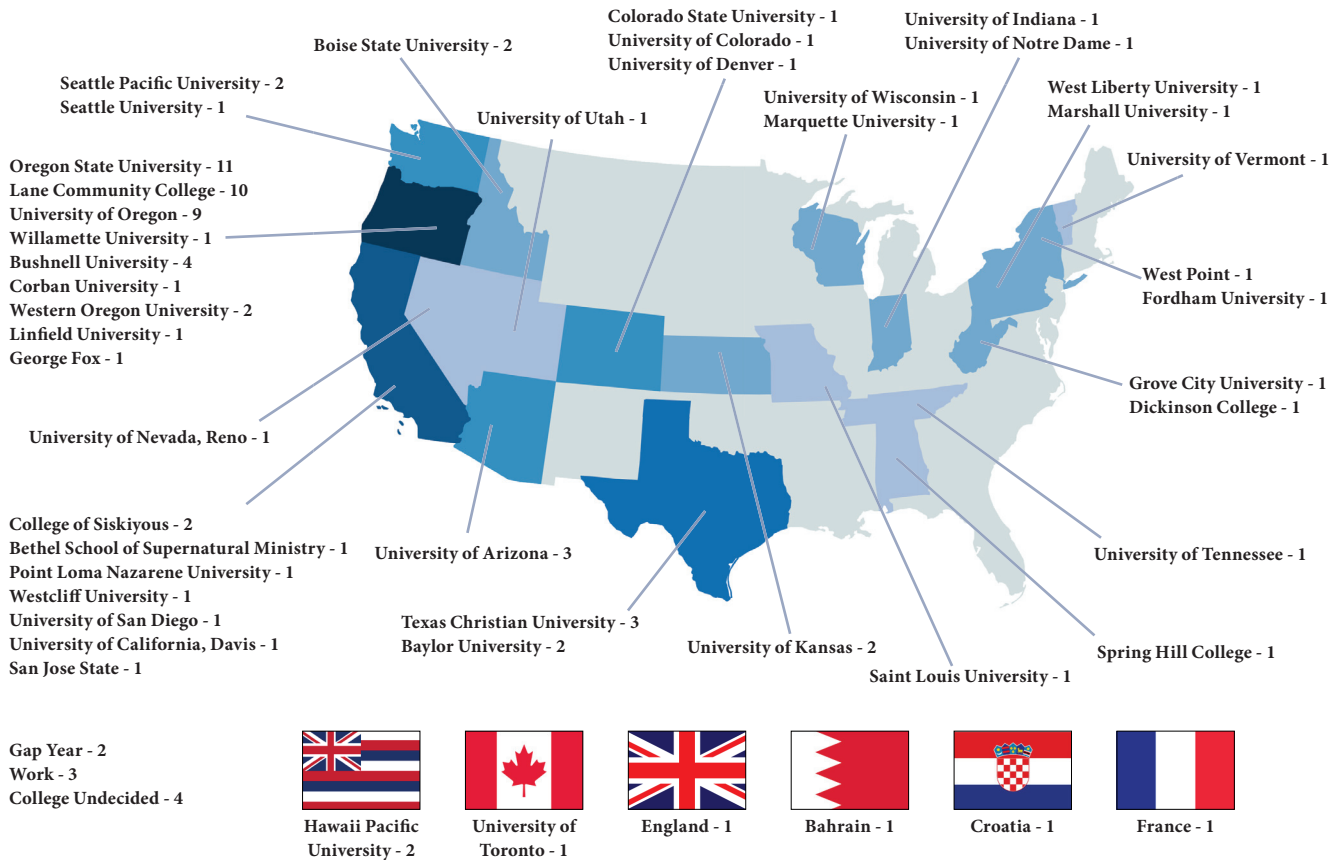 Colorado State University - 1
University of Colorado - 1
University of Denver - 1
University of Indiana - 1
University of Notre Dame - 1
Boise State University - 2
Seattle Pacific University - 2
Seattle University - 1
University of Wisconsin - 1
Marquette University - 1
West Liberty University - 1
Marshall University - 1
University of Utah - 1
University of Vermont - 1
Oregon State University - 11
Lane Community College - 10
University of Oregon - 9
Willamette University - 1
Bushnell University - 4
Corban University - 1
Western Oregon University - 2
Linfield University - 1
George Fox - 1
West Point - 1
Fordham University - 1
Grove City University - 1
Dickinson College - 1
University of Nevada, Reno - 1
College of Siskiyous - 2
Bethel School of Supernatural Ministry - 1
Point Loma Nazarene University - 1
Westcliff University - 1
University of San Diego - 1
University of California, Davis - 1
San Jose State - 1
University of Arizona - 3
Texas Christian University - 3
Baylor University - 2
University of Kansas - 2
Saint Louis University - 1
University of Tennessee - 1
Spring Hill College - 1
Gap Year - 2
Work - 3
College Undecided - 4
Hawaii Pacific
University - 2
University of
Toronto - 1
England - 1
Bahrain - 1
Croatia - 1
France - 1